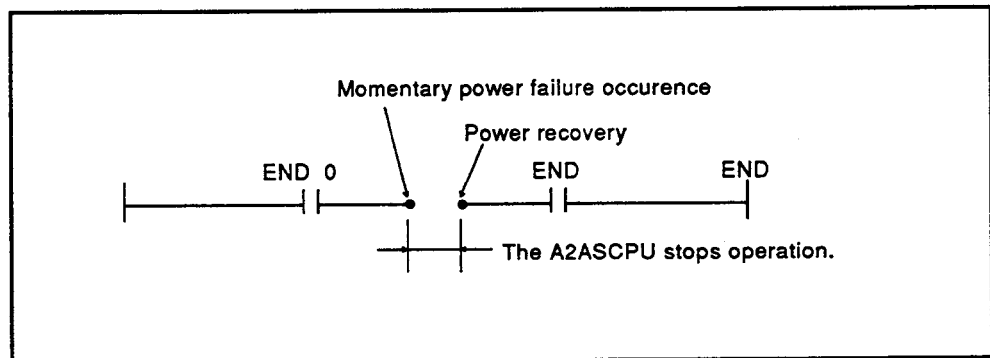 Momentary power failure occurence
Power recovery
END 0 END END
The A2ASCPU stops operation.